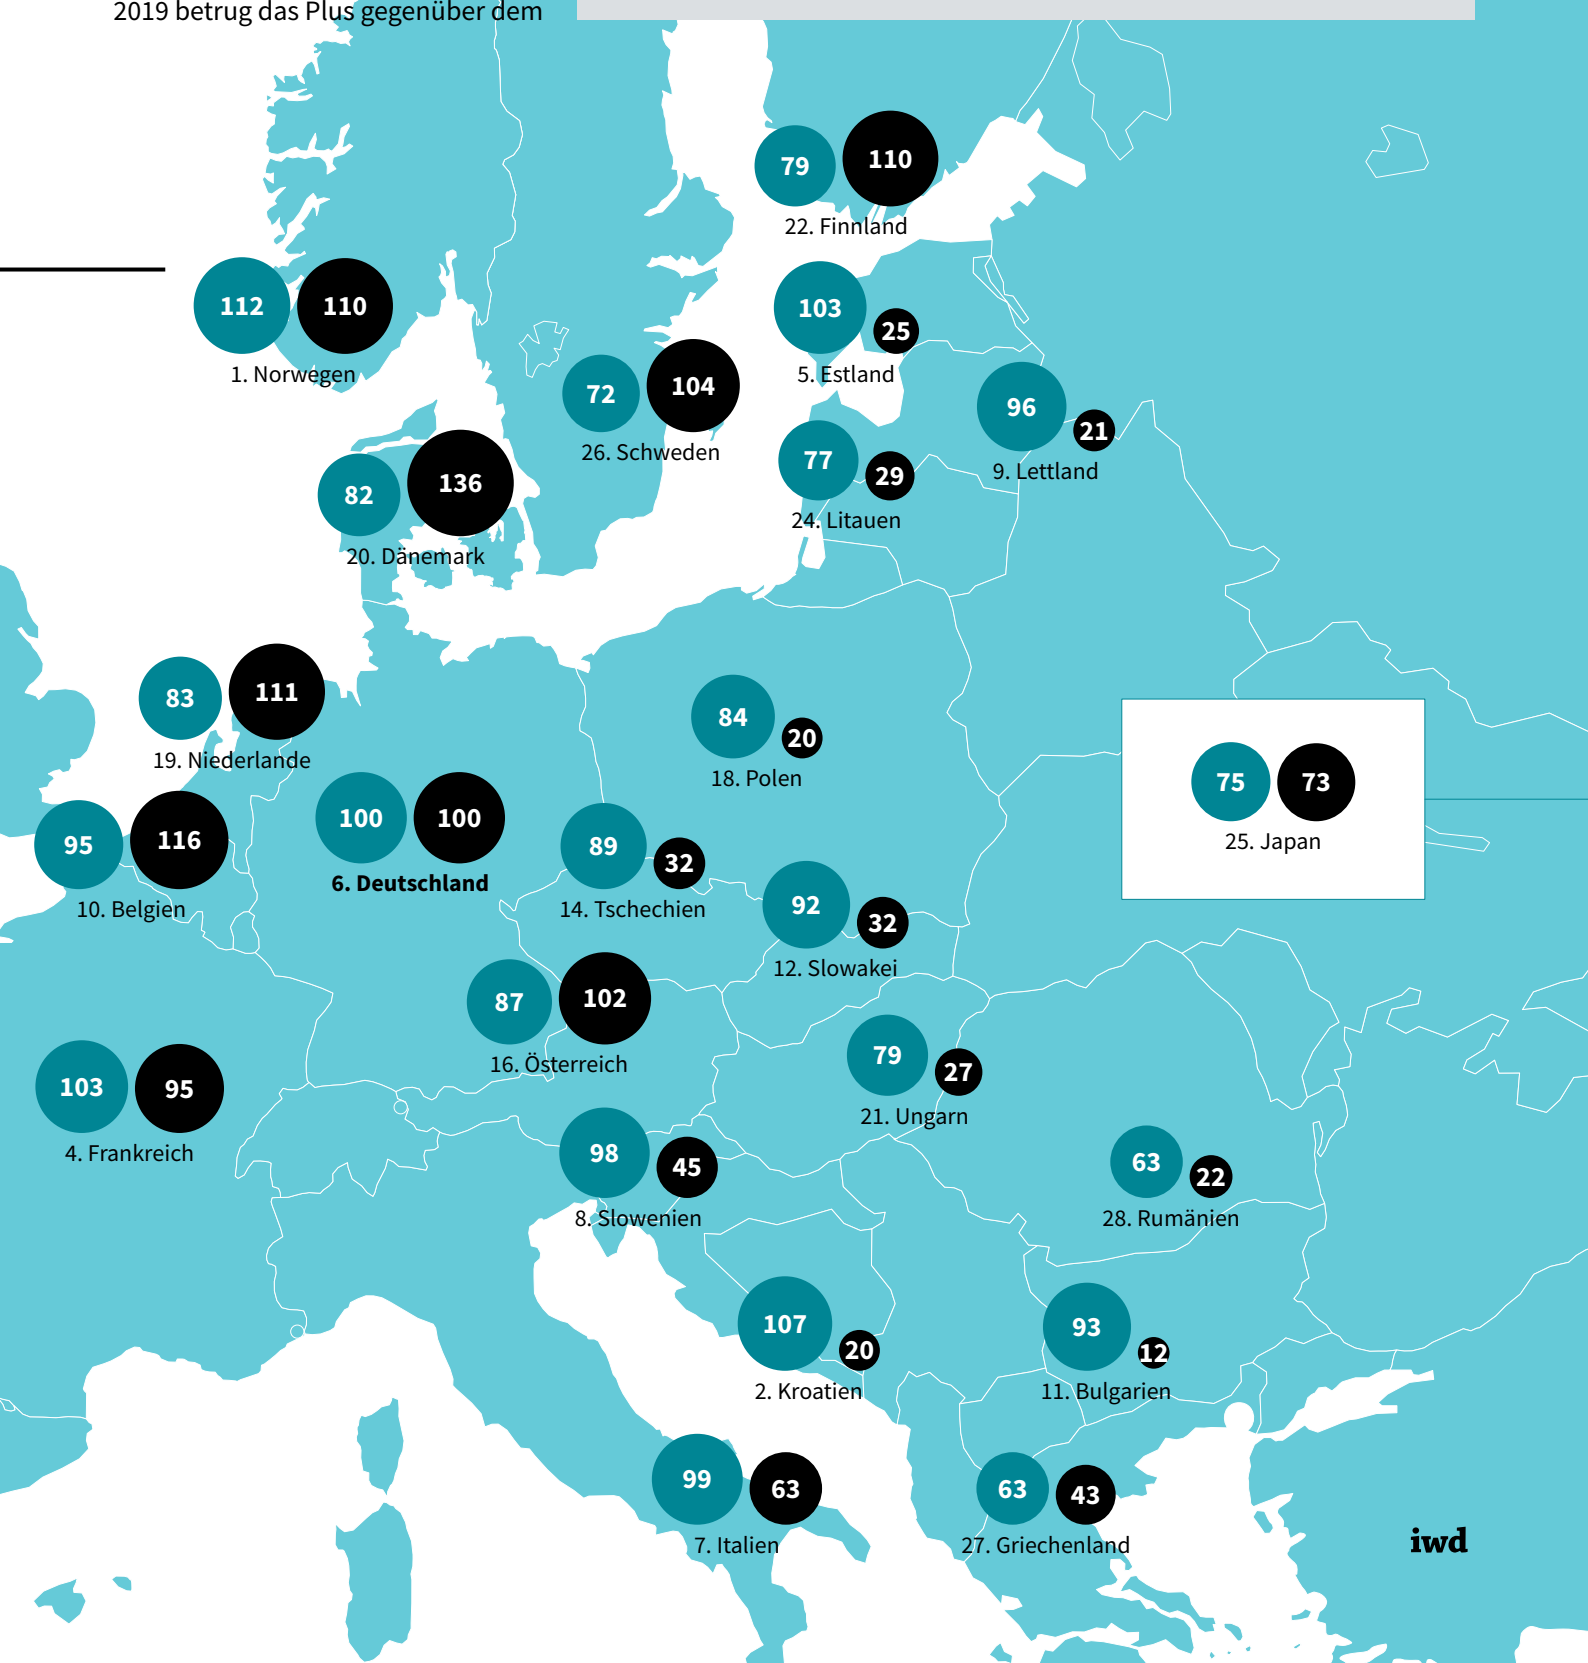 2019 betrug das Plus gegenüber dem
79 110
22. Finnland
112 110
1. Norwegen
103 25
5. Estland
72 104
26. Schweden
96 21
9. Lettland
77 29
24. Litauen
82 136
20. Dänemark
83 111
19. Niederlande
84 20
18. Polen
75 73
25. Japan
95 116
10. Belgien
100 100
6. Deutschland
89 32
14. Tschechien
92 32
12. Slowakei
87 102
16. Österreich
79 27
21. Ungarn
103 95
4. Frankreich
98 45
8. Slowenien
63 22
28. Rumänien
107 20
2. Kroatien
93 12
11. Bulgarien
99 63
7. Italien
63 43
27. Griechenland
iwd